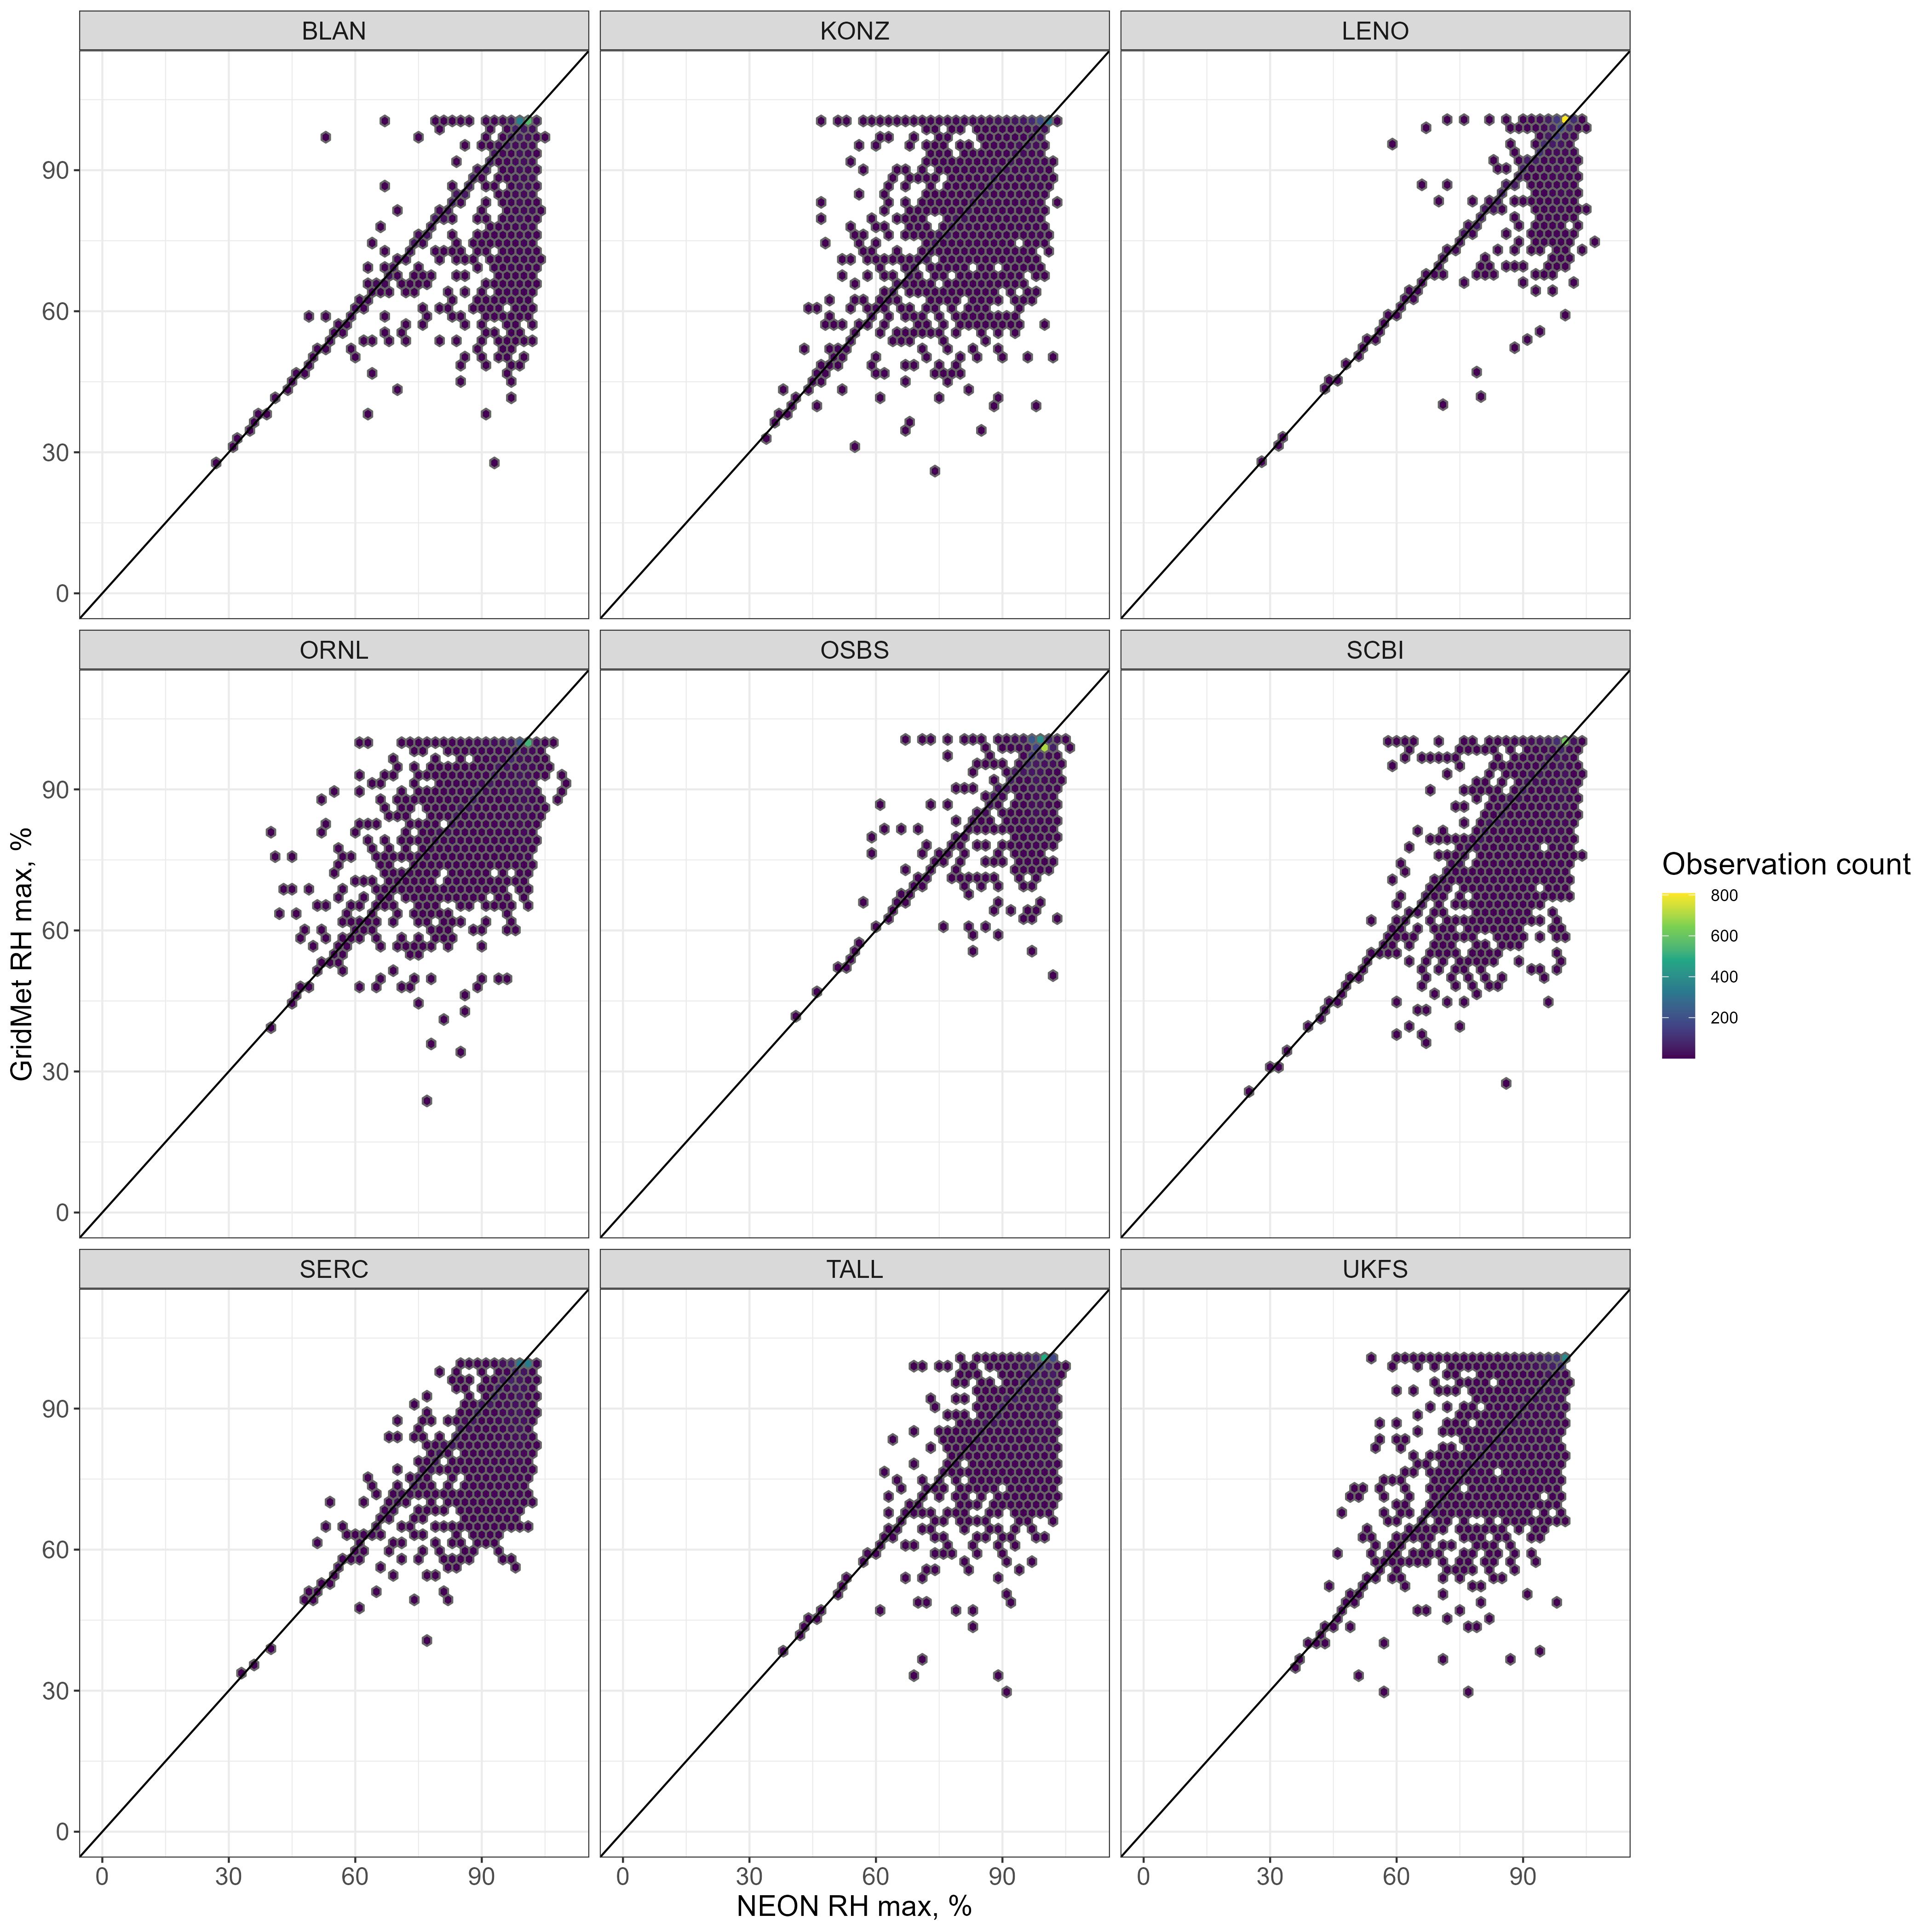 BLAN KONZ LENO
90
60
30
0
ORNL OSBS SCBI
90
60
30
0
GridMet RH max, %
Observation count
800
600
400
200
SERC TALL UKFS
90
60
30
0
0 30 60 90 0 30 60 90 0 30 60 90
NEON RH max, %